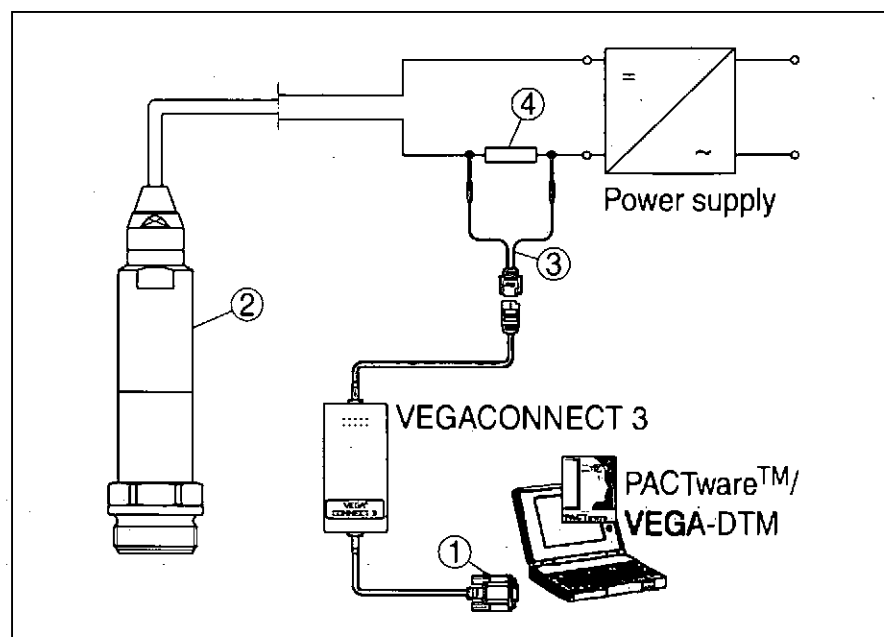 4
=
~
Power supply
3
2
VEGACONNECT 3
PACTware™/
VEGA-DTM
VEGA
CONNECT 3
1